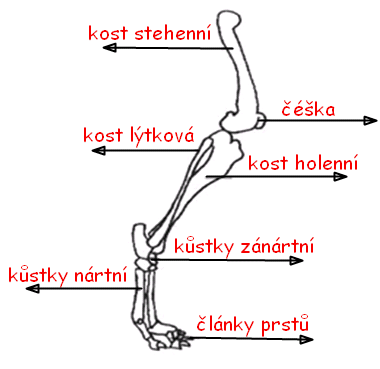 kost stehenní
čéška
kost lýtková
kost holenní
kůstky zánártní
kůstky nártní
články prstů